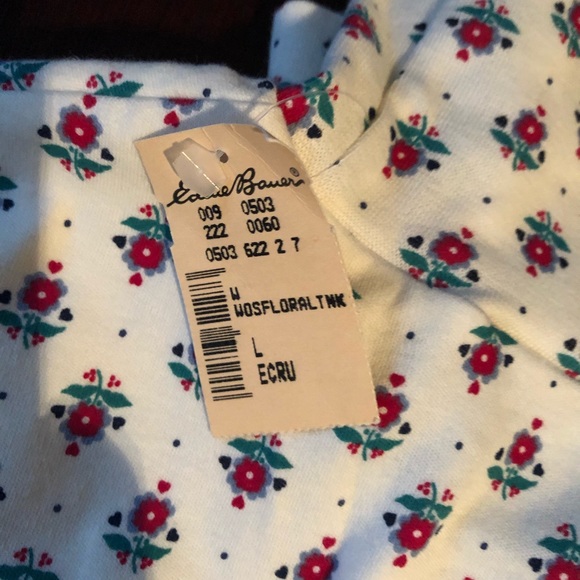 Eddie Bauer
009 0503
222 0060
0503 622 2 7
W
WOSFLORALTNK
L
ECRU